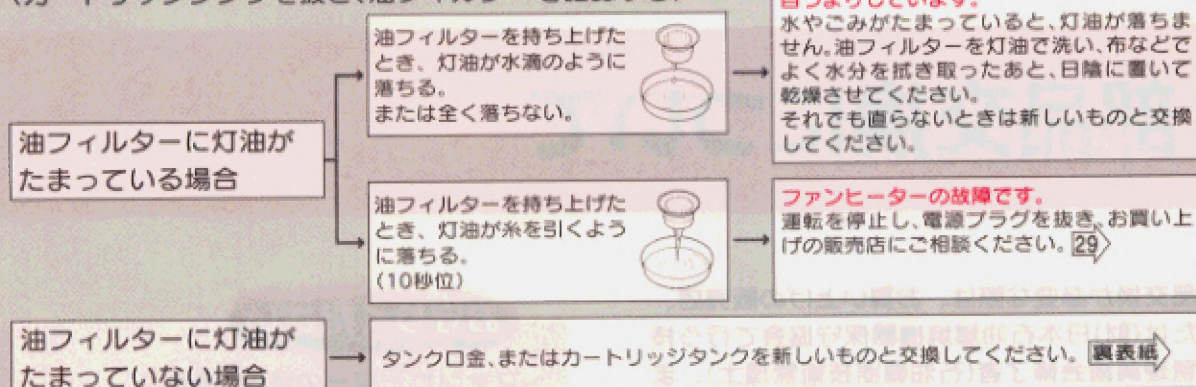 油フィルターに灯油が
たまっている場合
油フィルターを持ち上げた
とき、灯油が水滴のように
落ちる。
または全く落ちない。
目づまりしています。
水やごみがたまっていると、灯油が落ちま
せん。油フィルターを灯油で洗い、布などで
よく水分を拭き取ったあと、日陰に置いて
乾燥させてください。
それでも直らないときは新しいものと交換
してください。
油フィルターを持ち上げた
とき、灯油が糸を引くよう
に落ちる。
(10秒位)
ファンヒーターの故障です。
運転を停止し、電源プラグを抜き、お買い上
げの販売店にご相談ください。29
油フィルターに灯油が
たまっていない場合
タンク口金、またはカートリッジタンクを新しいものと交換してください。裏表紙